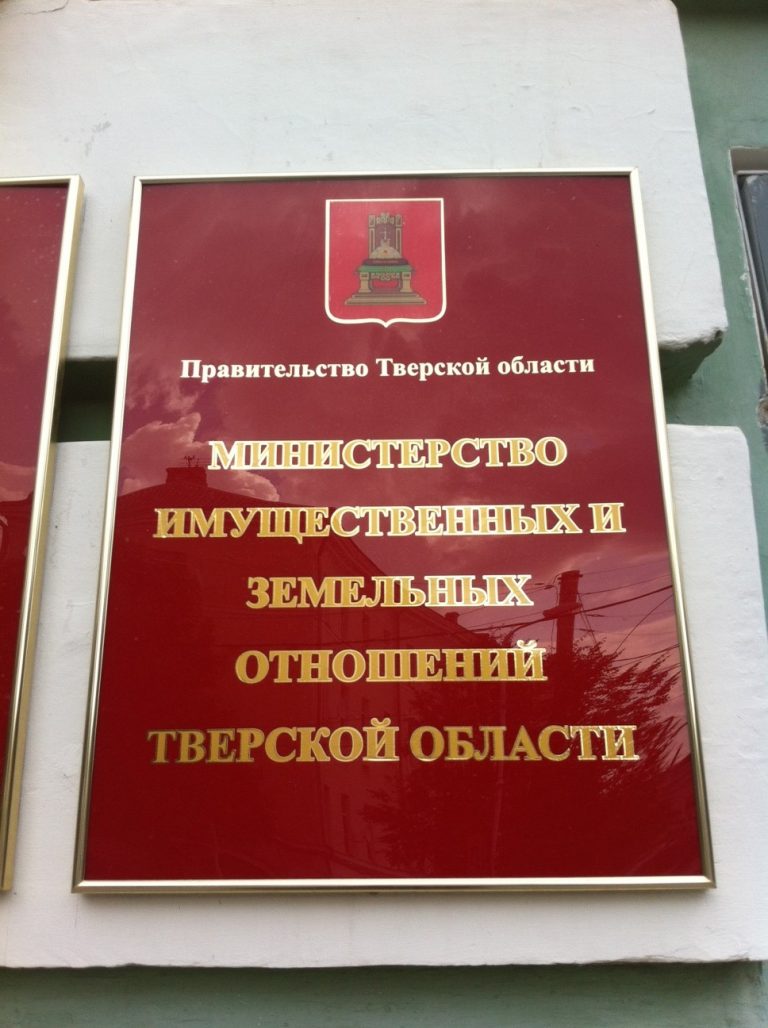 Правительство Тверской области
МИНИСТЕРСТВО
ИМУЩЕСТВЕННЫХ И
ЗЕМЕЛЬНЫХ
ОТНОШЕНИЙ
ТВЕРСКОЙ ОБЛАСТИ